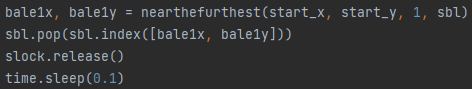 bale1x, bale1y = nearthefurthest(start_x, start_y, 1, sbl)
sbl.pop(sbl.index([bale1x, bale1y]))
slock.release()
time.sleep(0.1)